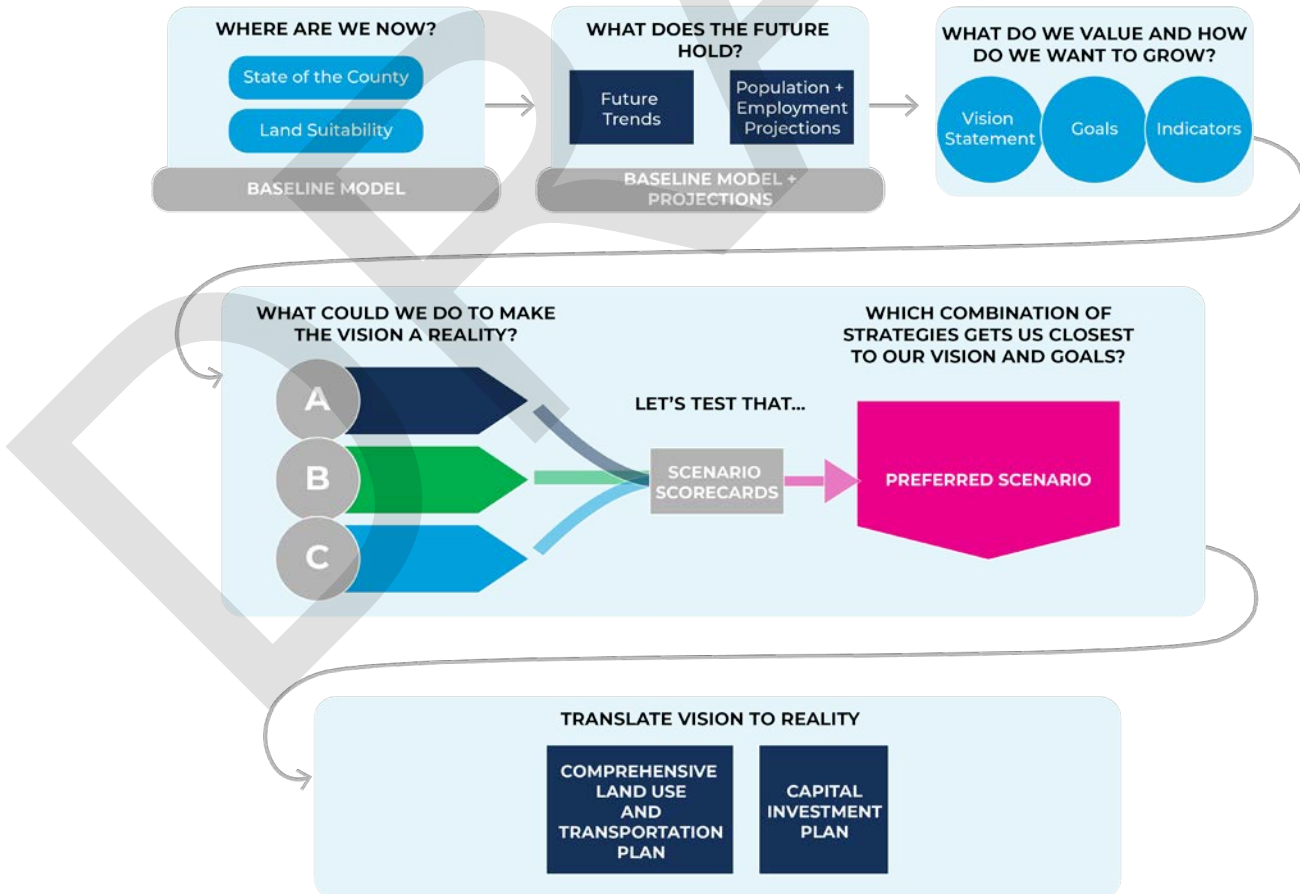 WHERE ARE WE NOW?
State of the County
Land Suitability
BASELINE MODEL
WHAT DOES THE FUTURE
HOLD?
Future
Trends
Population +
Employment
Projections
BASELINE MODEL +
PROJECTIONS
WHAT DO WE VALUE AND HOW
DO WE WANT TO GROW?
Vision
Statement
Goals
Indicators
WHAT COULD WE DO TO MAKE
THE VISION A REALITY?
A
B
C
LET'S TEST THAT...
SCENARIO
SCORECARDS
WHICH COMBINATION OF
STRATEGIES GETS US CLOSEST
TO OUR VISION AND GOALS?
PREFERRED SCENARIO
TRANSLATE VISION TO REALITY
COMPREHENSIVE
LAND USE
AND
TRANSPORTATION
PLAN
CAPITAL
INVESTMENT
PLAN